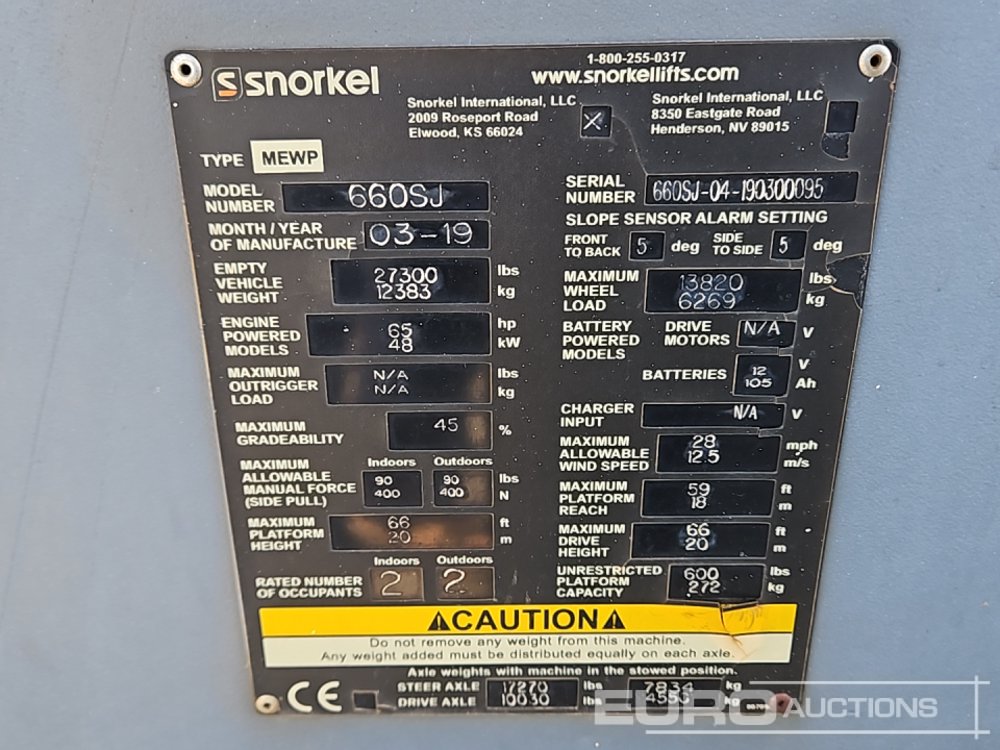 snorkel
1-800-255-0317
www.snorkellifts.com
Snorkel International, LLC
2009 Roseport Road
Elwood, KS 66024
X
Snorkel International, LLC
8350 Eastgate Road
Henderson, NV 89015
TYPE MEWP
MODEL NUMBER 660SJ
MONTH / YEAR OF MANUFACTURE 03-19
EMPTY VEHICLE WEIGHT
27300 lbs
12383 kg
ENGINE POWERED MODELS
65 hp
48 kW
MAXIMUM OUTRIGGER LOAD
N/A lbs
N/A kg
MAXIMUM GRADEABILITY 45 %
MAXIMUM ALLOWABLE MANUAL FORCE (SIDE PULL)
Indoors Outdoors
90 90 lbs
400 400 N
MAXIMUM PLATFORM HEIGHT
66 ft
20 m
RATED NUMBER OF OCCUPANTS
Indoors Outdoors
2 2
SERIAL NUMBER 660SJ-04-190300095
SLOPE SENSOR ALARM SETTING
FRONT TO BACK 5 deg SIDE TO SIDE 5 deg
MAXIMUM WHEEL LOAD
13820 lbs
6269 kg
BATTERY POWERED MODELS
DRIVE MOTORS N/A V
BATTERIES
12 V
105 Ah
CHARGER INPUT N/A V
MAXIMUM ALLOWABLE WIND SPEED
28 mph
12.5 m/s
MAXIMUM PLATFORM REACH
59 ft
18 m
MAXIMUM DRIVE HEIGHT
66 ft
20 m
UNRESTRICTED PLATFORM CAPACITY
600 lbs
272 kg
CAUTION
Do not remove any weight from this machine.
Any weight added must be distributed equally on each axle.
Axle weights with machine in the stowed position.
CE
STEER AXLE 17270 lbs 7834 kg
DRIVE AXLE 10030 lbs kg
EURO AUCTIONS